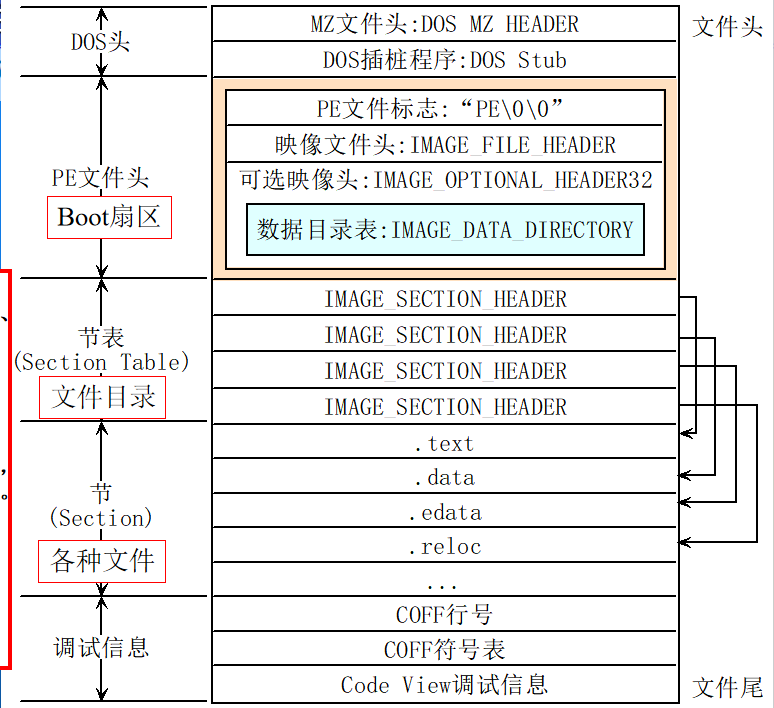 MZ文件头:DOS MZ HEADER
文件头
DOS头
DOS插桩程序:DOS Stub
PE文件标志:“PE\0\0”
映像文件头:IMAGE_FILE_HEADER
PE文件头
可选映像头:IMAGE_OPTIONAL_HEADER32
Boot扇区
数据目录表:IMAGE_DATA_DIRECTORY
IMAGE_SECTION_HEADER
、
节表
(Section Table)
IMAGE_SECTION_HEADER
IMAGE_SECTION_HEADER
文件目录
IMAGE_SECTION_HEADER
.text
,
.data
。
节
(Section)
.edata
各种文件
.reloc
...
COFF行号
调试信息
COFF符号表
Code View调试信息
文件尾